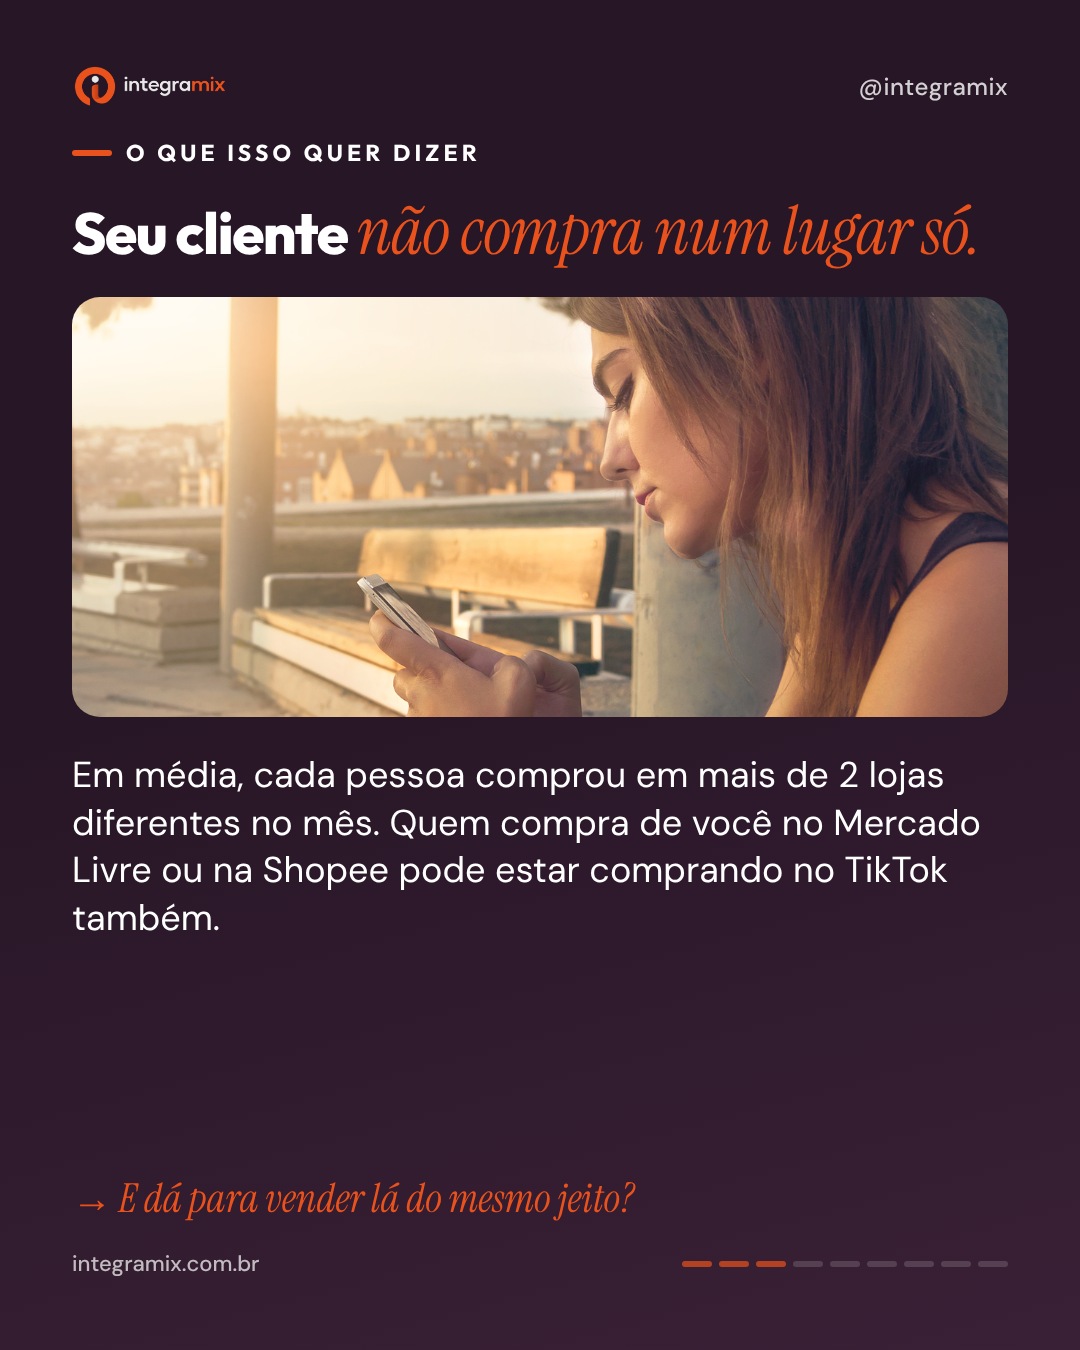 integramix
@integramix
O QUE ISSO QUER DIZER
Seu cliente não compra num lugar só.
Em média, cada pessoa comprou em mais de 2 lojas
diferentes no mês. Quem compra de você no Mercado
Livre ou na Shopee pode estar comprando no TikTok
também.
→ E dá para vender lá do mesmo jeito?
integramix.com.br